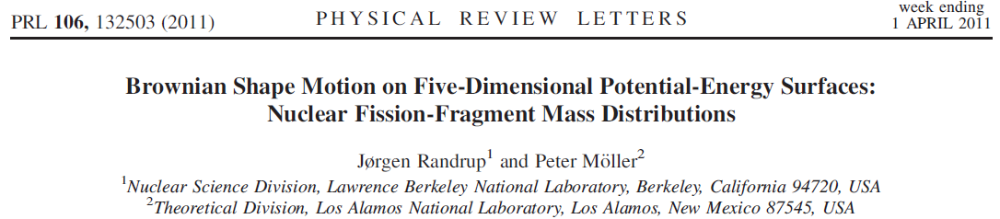 PRL 106, 132503 (2011)
PHYSICAL REVIEW LETTERS
week ending
1 APRIL 2011
Brownian Shape Motion on Five-Dimensional Potential-Energy Surfaces:
Nuclear Fission-Fragment Mass Distributions
Jørgen Randrup1 and Peter Möller2
1Nuclear Science Division, Lawrence Berkeley National Laboratory, Berkeley, California 94720, USA
2Theoretical Division, Los Alamos National Laboratory, Los Alamos, New Mexico 87545, USA